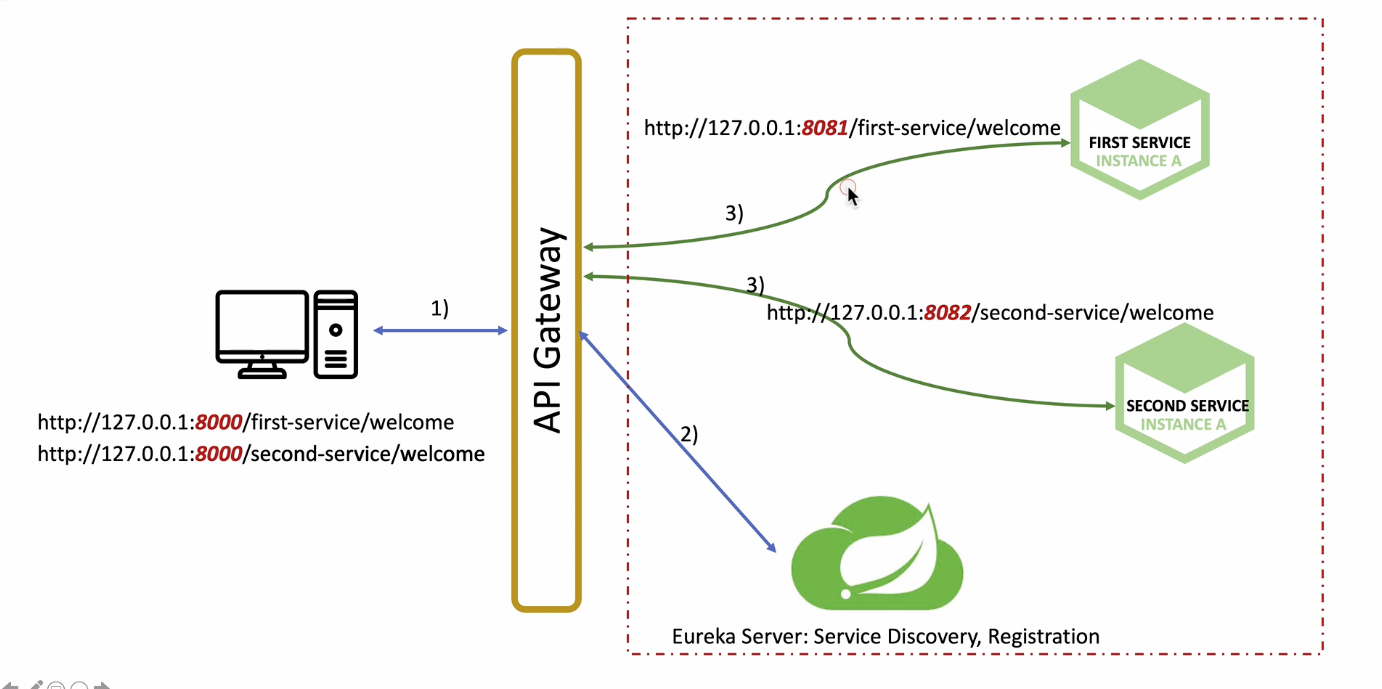 http://127.0.0.1:8081/first-service/welcome
FIRST SERVICE
INSTANCE A
3)
API Gateway
1)
3)
http://127.0.0.1:8082/second-service/welcome
SECOND SERVICE
INSTANCE A
http://127.0.0.1:8000/first-service/welcome
http://127.0.0.1:8000/second-service/welcome
2)
Eureka Server: Service Discovery, Registration